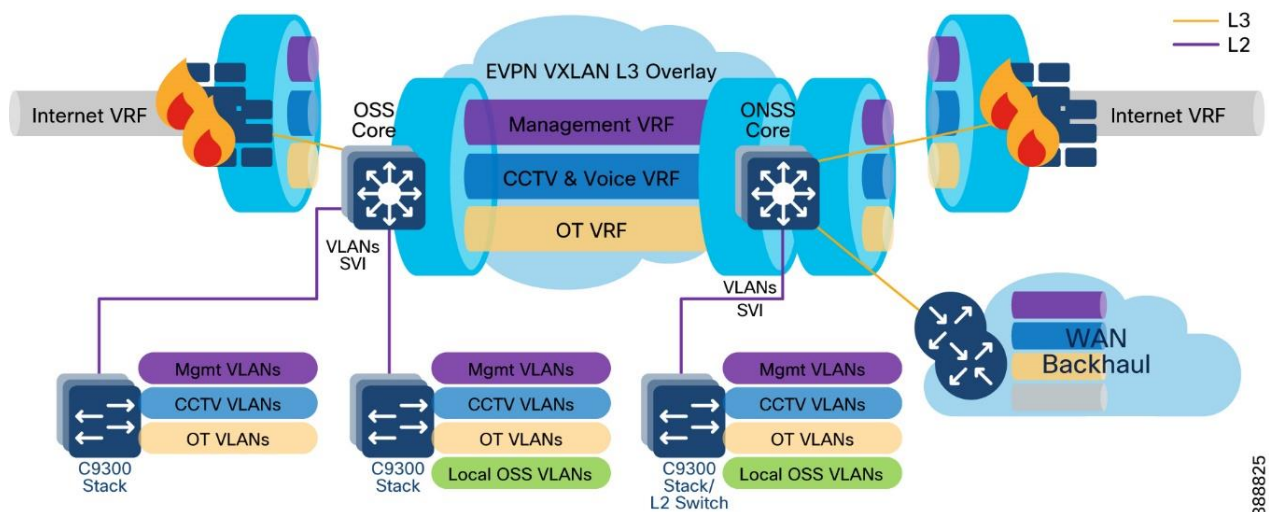 L3
L2
EVPN VXLAN L3 Overlay
Internet VRF
OSS
Core
Management VRF
ONSS
Core
Internet VRF
CCTV & Voice VRF
OT VRF
VLANs
SVI
VLANs
SVI
WAN
Backhaul
Mgmt VLANs
CCTV VLANs
OT VLANs
C9300
Stack
Mgmt VLANs
CCTV VLANs
OT VLANs
Local OSS VLANs
C9300
Stack
Mgmt VLANs
CCTV VLANs
OT VLANs
Local OSS VLANs
C9300
Stack/
L2 Switch
388825